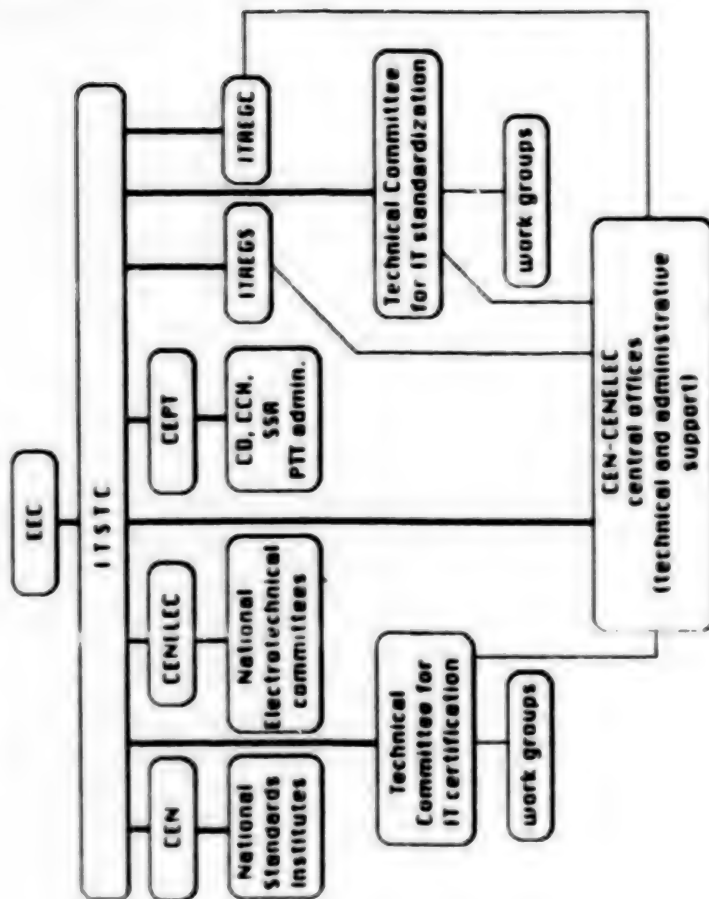 EEC
ITSTC
CEN
CENELEC
CEPT
ITAEGS
ITAEGC
National
Standards
Institutes
National
Electrotechnical
committees
CD, CCH,
SSA
PTT admin.
Technical
Committee for
IT certification
work groups
Technical Committee
for IT standardization
work groups
CEN-CENELEC
central offices
(technical and administrative
support)